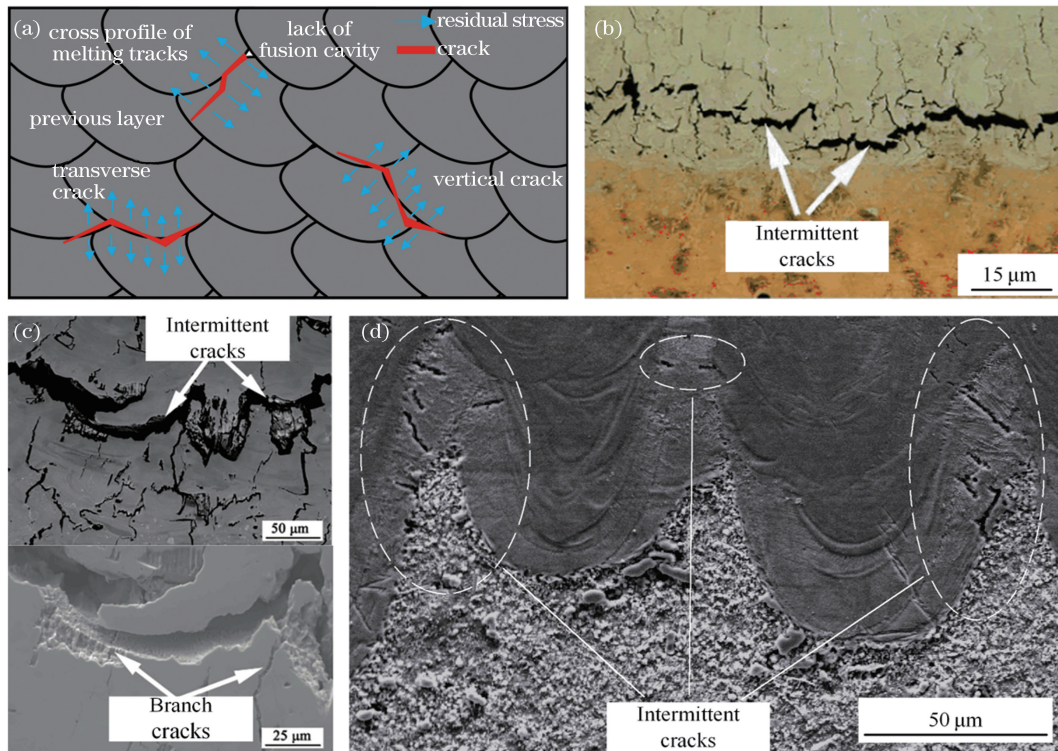 (a)
cross profile of
melting tracks
lack of
fusion cavity
residual stress
crack
previous layer
transverse
crack
vertical crack
(b)
Intermittent
cracks
15 μm
(c)
Intermittent
cracks
50 μm
Branch
cracks
25 μm
(d)
Intermittent
cracks
50 μm